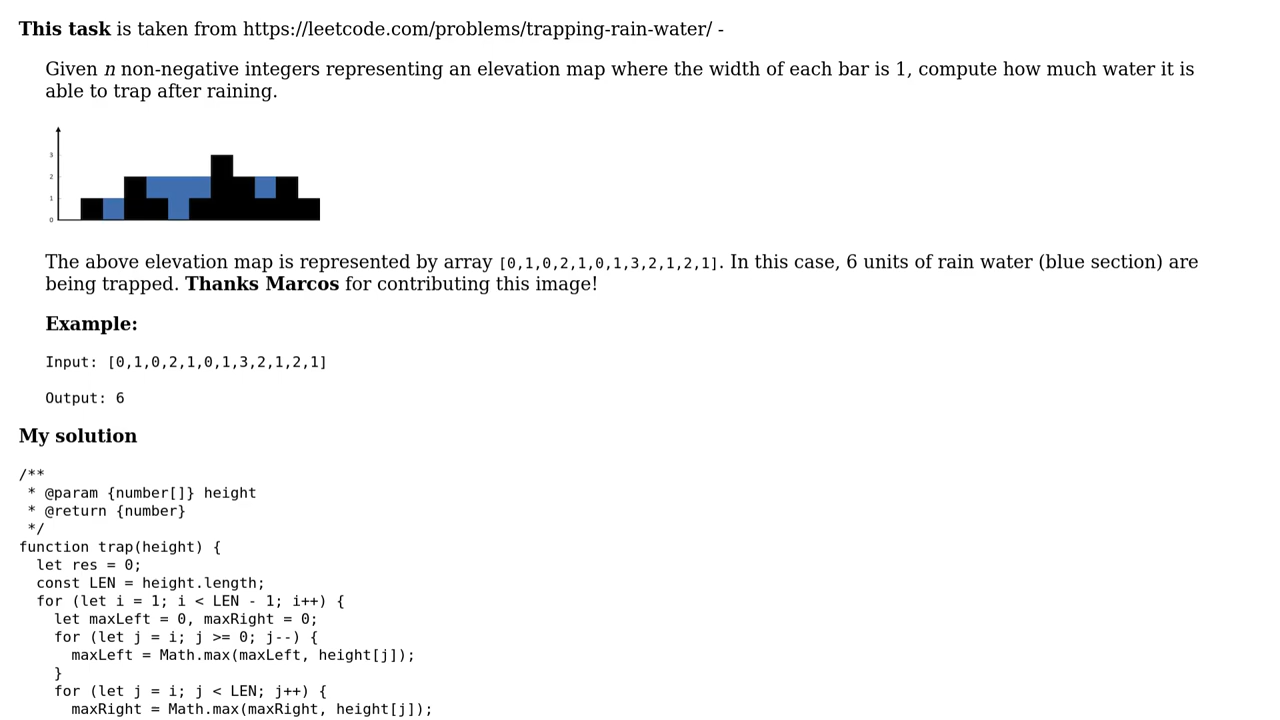 This task is taken from https://leetcode.com/problems/trapping-rain-water/ -
Given n non-negative integers representing an elevation map where the width of each bar is 1, compute how much water it is
able to trap after raining.
3
2
1
0
The above elevation map is represented by array [0,1,0,2,1,0,1,3,2,1,2,1]. In this case, 6 units of rain water (blue section) are
being trapped. Thanks Marcos for contributing this image!
Example:
Input: [0,1,0,2,1,0,1,3,2,1,2,1]
Output: 6
My solution
/**
 * @param {number[]} height
 * @return {number}
 */
function trap(height) {
  let res = 0;
  const LEN = height.length;
  for (let i = 1; i < LEN - 1; i++) {
    let maxLeft = 0, maxRight = 0;
    for (let j = i; j >= 0; j--) {
      maxLeft = Math.max(maxLeft, height[j]);
    }
    for (let j = i; j < LEN; j++) {
      maxRight = Math.max(maxRight, height[j]);